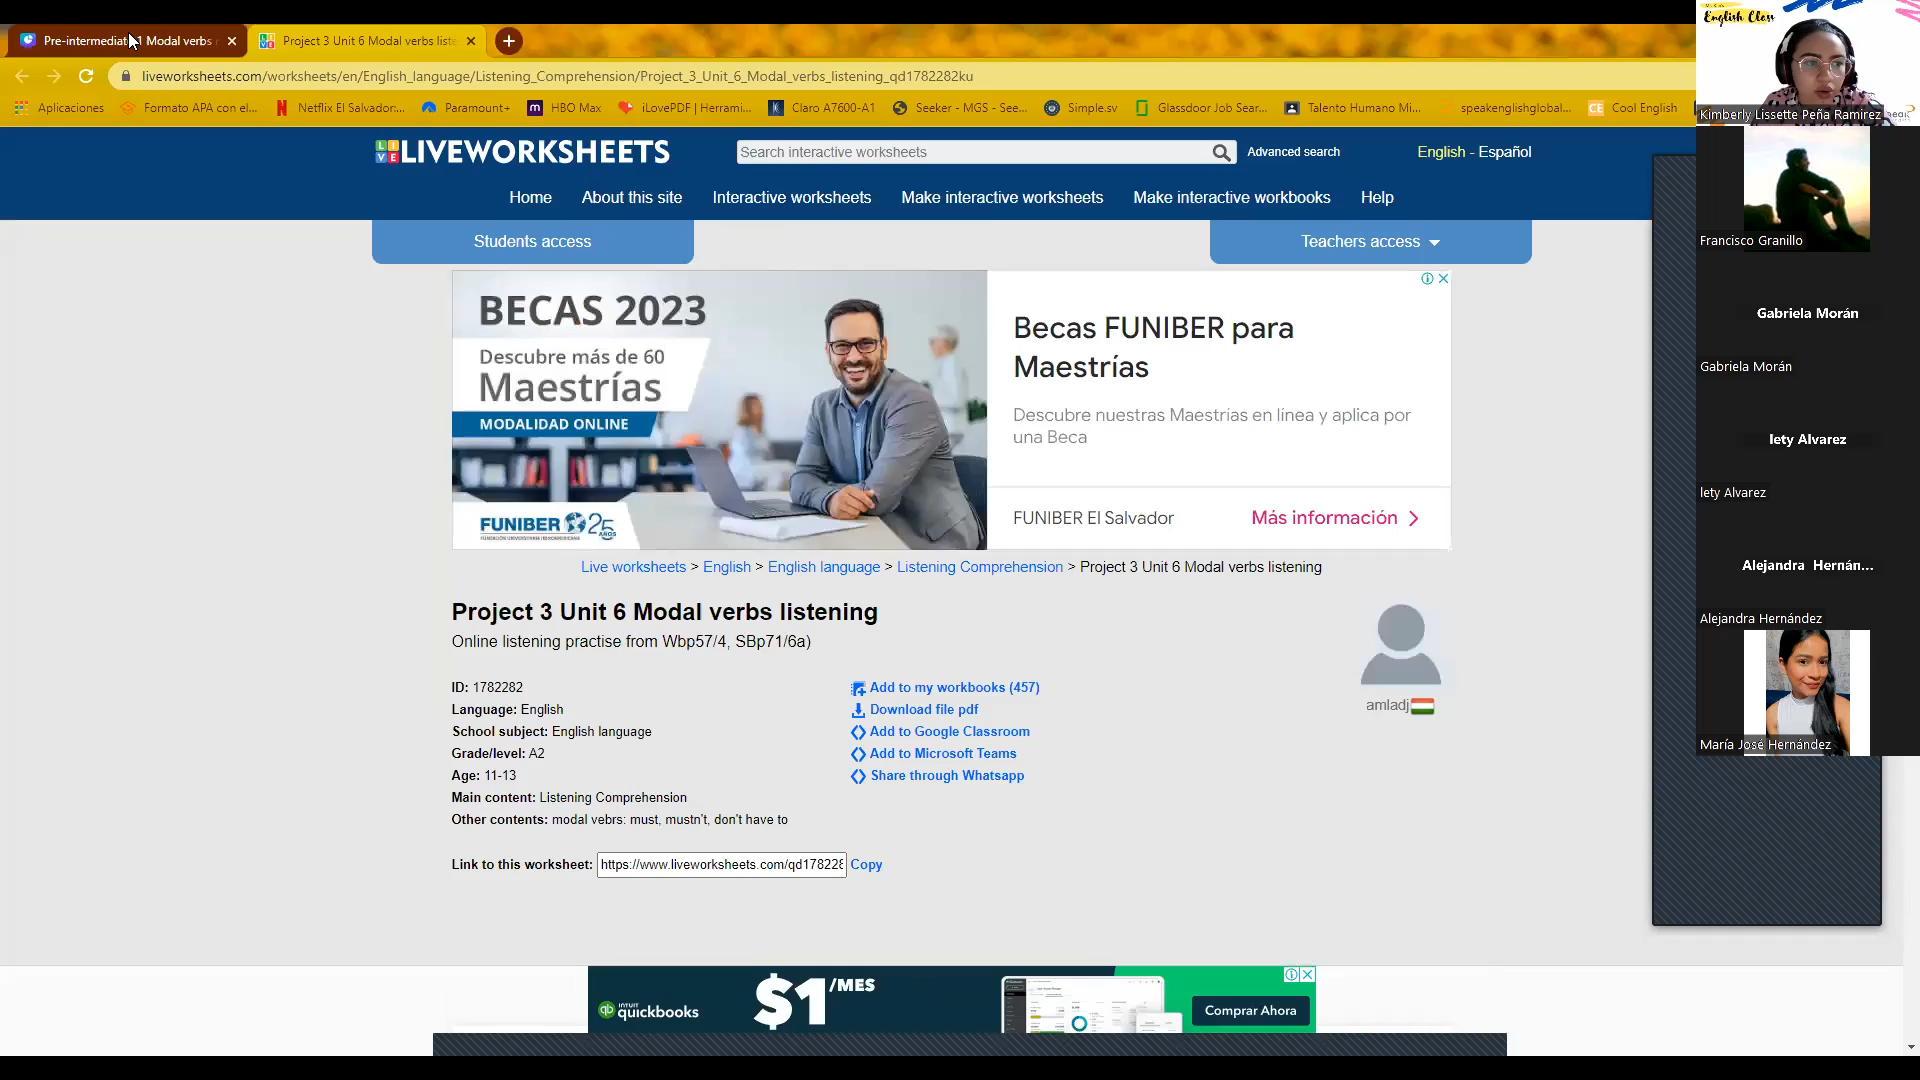 Pre-intermediate 1 Modal verbs
Project 3 Unit 6 Modal verbs liste
liveworksheets.com/worksheets/en/English_language/Listening_Comprehension/Project_3_Unit_6_Modal_verbs_listening_qd1782282ku
Aplicaciones
Formato APA con el...
Netflix El Salvador:...
Paramount+
HBO Max
iLovePDF | Herrami...
Claro A7600-A1
Seeker - MGS - See...
Simple.sv
Glassdoor Job Sear...
Talento Humano Mi...
speakenglishglobal...
Cool English
English Class
Kimberly Lissette Peña Ramirez
LIVE LIVEWORKSHEETS
Search interactive worksheets
Advanced search
English - Español
Home
About this site
Interactive worksheets
Make interactive worksheets
Make interactive workbooks
Help
Students access
Teachers access
BECAS 2023
Descubre más de 60
Maestrías
MODALIDAD ONLINE
FUNIBER 25 AÑOS
Becas FUNIBER para
Maestrías
Descubre nuestras Maestrías en línea y aplica por
una Beca
FUNIBER El Salvador
Más información
Live worksheets > English > English language > Listening Comprehension > Project 3 Unit 6 Modal verbs listening
Project 3 Unit 6 Modal verbs listening
Online listening practise from Wbp57/4, SBp71/6a)
ID: 1782282
Language: English
School subject: English language
Grade/level: A2
Age: 11-13
Main content: Listening Comprehension
Other contents: modal vebrs: must, mustn't, don't have to
Add to my workbooks (457)
Download file pdf
Add to Google Classroom
Add to Microsoft Teams
Share through Whatsapp
amladj
Link to this worksheet: https://www.liveworksheets.com/qd17822 Copy
intuit
quickbooks
$1/MES
Comprar Ahora
Francisco Granillo
Gabriela Morán
Gabriela Morán
lety Alvarez
lety Alvarez
Alejandra Hernán...
Alejandra Hernández
María José Hernández